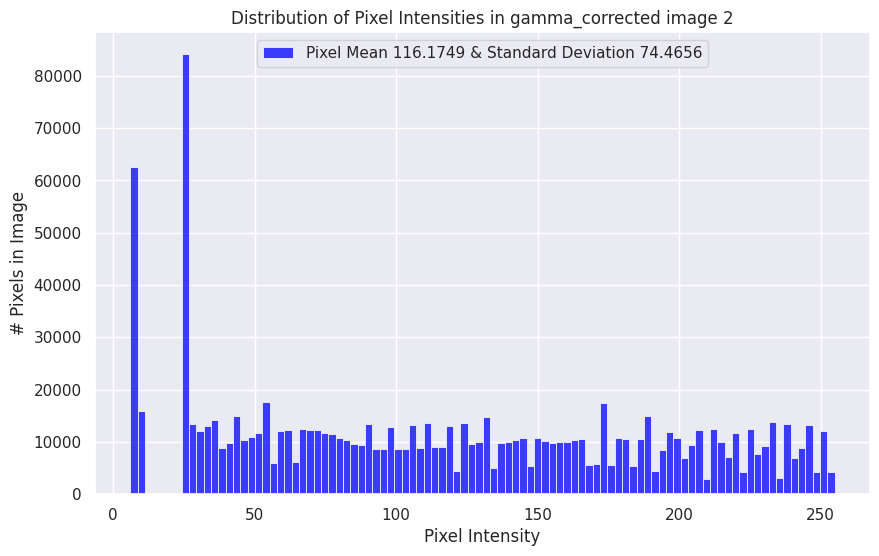 Distribution of Pixel Intensities in gamma_corrected image 2
Pixel Mean 116.1749 & Standard Deviation 74.4656
80000
70000
60000
50000
40000
30000
20000
10000
0
# Pixels in Image
0 50 100 150 200 250
Pixel Intensity